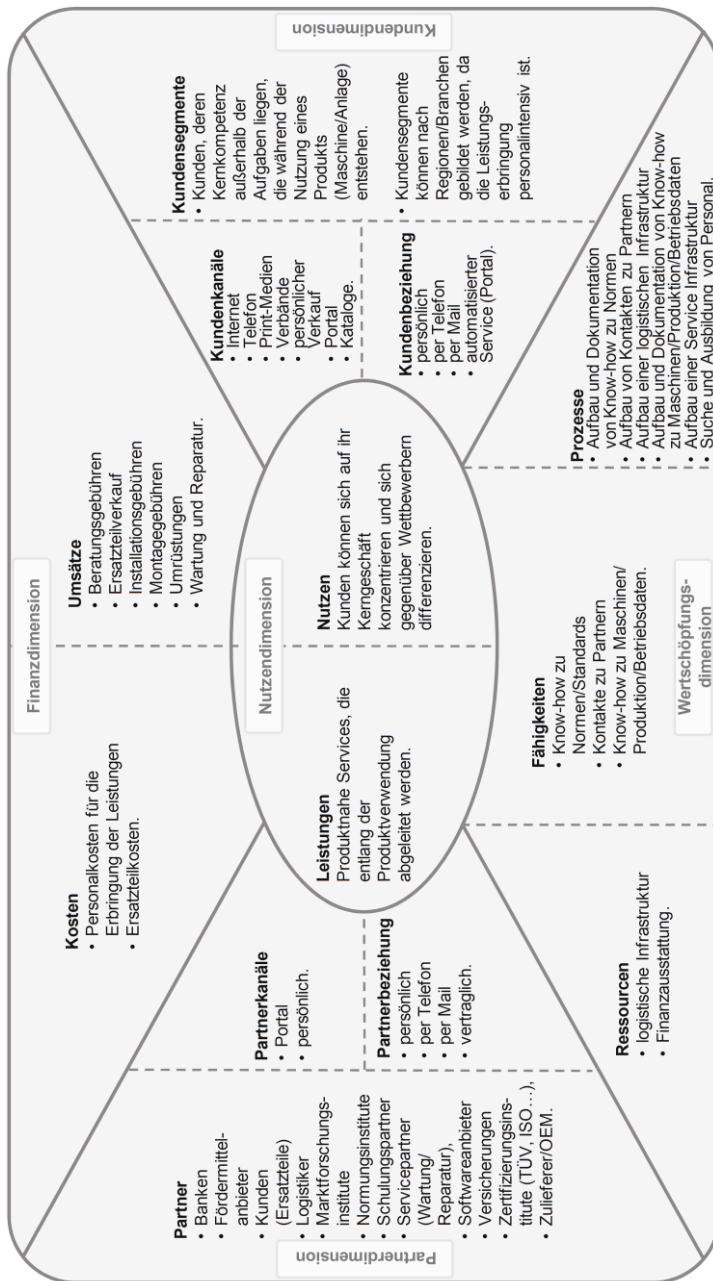 Finanzdimension
Kosten
• Personalkosten für die
Erbringung der Leistungen
• Ersatzteilkosten.
Umsätze
• Beratungsgebühren
• Ersatzteilverkauf
• Installationsgebühren
• Montagegebühren
• Umrüstungen
• Wartung und Reparatur.
Partnerdimension
Partner
• Banken
• Fördermittel-
anbieter
• Kunden
(Ersatzteile)
• Logistiker
• Marktforschungs-
institute
• Normungsinstitute
• Schulungspartner
• Servicepartner
(Wartung/
Reparatur),
• Softwareanbieter
• Versicherungen
• Zertifizierungsins-
titute (TÜV, ISO…),
• Zulieferer/OEM.
Partnerkanäle
• Portal
• persönlich.
Partnerbeziehung
• persönlich
• per Telefon
• per Mail
• vertraglich.
Nutzendimension
Leistungen
Produktnahe Services, die
entlang der
Produktverwendung
abgeleitet werden.
Nutzen
Kunden können sich auf ihr
Kerngeschäft
konzentrieren und sich
gegenüber Wettbewerbern
differenzieren.
Kundenkanäle
• Internet
• Telefon
• Print-Medien
• Verbände
• persönlicher
Verkauf
• Portal
• Kataloge.
Kundenbeziehung
• persönlich
• per Telefon
• per Mail
• automatisierter
Service (Portal).
Kundensegmente
• Kunden, deren
Kernkompetenz
außerhalb der
Aufgaben liegen,
die während der
Nutzung eines
Produkts
(Maschine/Anlage)
entstehen.
• Kundensegmente
können nach
Regionen/Branchen
gebildet werden, da
die Leistungs-
erbringung
personalintensiv ist.
Kundendimension
Ressourcen
• logistische Infrastruktur
• Finanzausstattung.
Fähigkeiten
• Know-how zu
Normen/Standards
• Kontakte zu Partnern
• Know-how zu Maschinen/
Produktion/Betriebsdaten.
Prozesse
• Aufbau und Dokumentation
von Know-how zu Normen
• Aufbau von Kontakten zu Partnern
• Aufbau einer logistischen Infrastruktur
• Aufbau und Dokumentation von Know-how
zu Maschinen/Produktion/Betriebsdaten
• Aufbau einer Service Infrastruktur
• Suche und Ausbildung von Personal.
Wertschöpfungs-
dimension